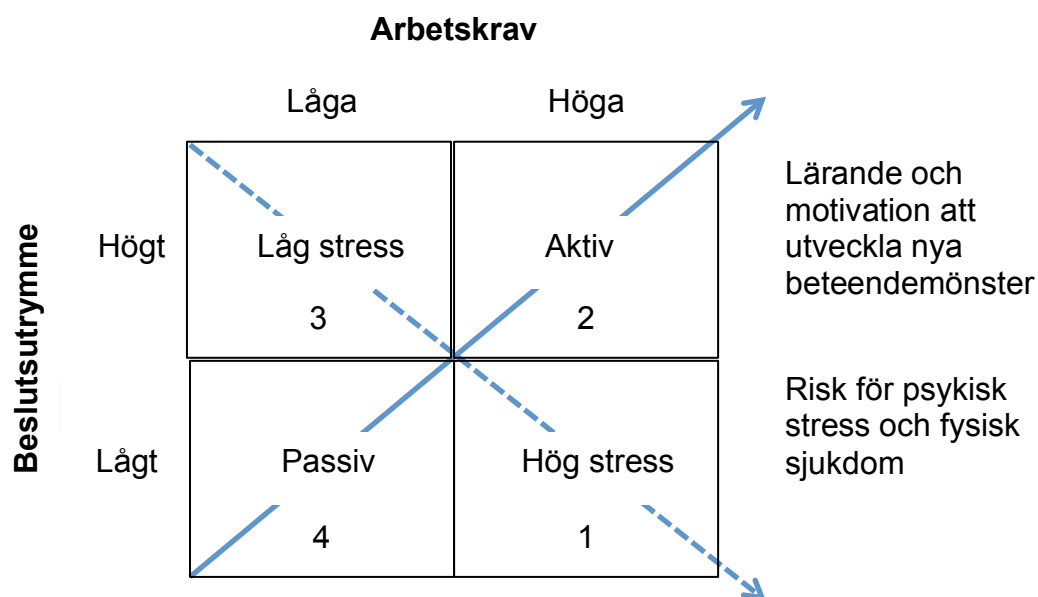 Arbetskrav
Låga
Höga
Beslutsutrymme
Högt
Låg stress
Aktiv
3
2
Lärande och
motivation att
utveckla nya
beteendemönster
Lågt
Passiv
Hög stress
4
1
Risk för psykisk
stress och fysisk
sjukdom